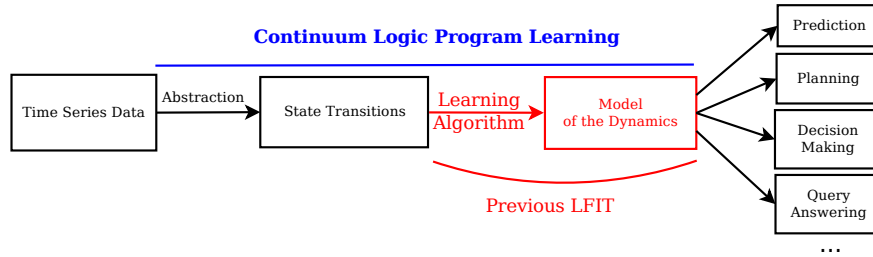 Continuum Logic Program Learning
Time Series Data
Abstraction
State Transitions
Learning
Algorithm
Model
of the Dynamics
Previous LFIT
Prediction
Planning
Decision
Making
Query
Answering
...